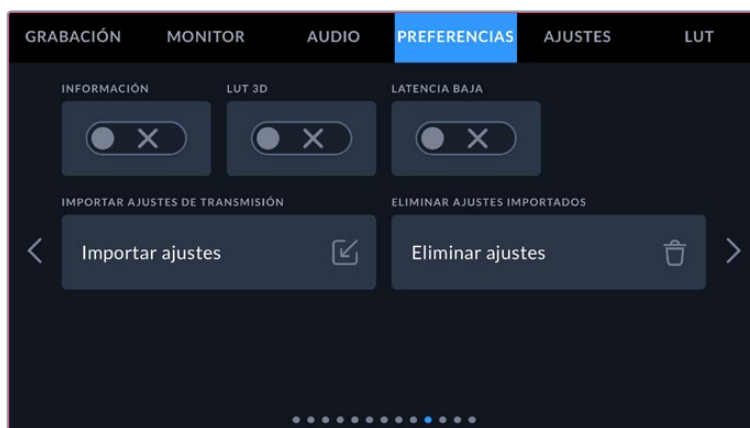 GRABACIÓN MONITOR AUDIO PREFERENCIAS AJUSTES LUT
INFORMACIÓN LUT 3D LATENCIA BAJA
IMPORTAR AJUSTES DE TRANSMISIÓN ELIMINAR AJUSTES IMPORTADOS
Importar ajustes Eliminar ajustes